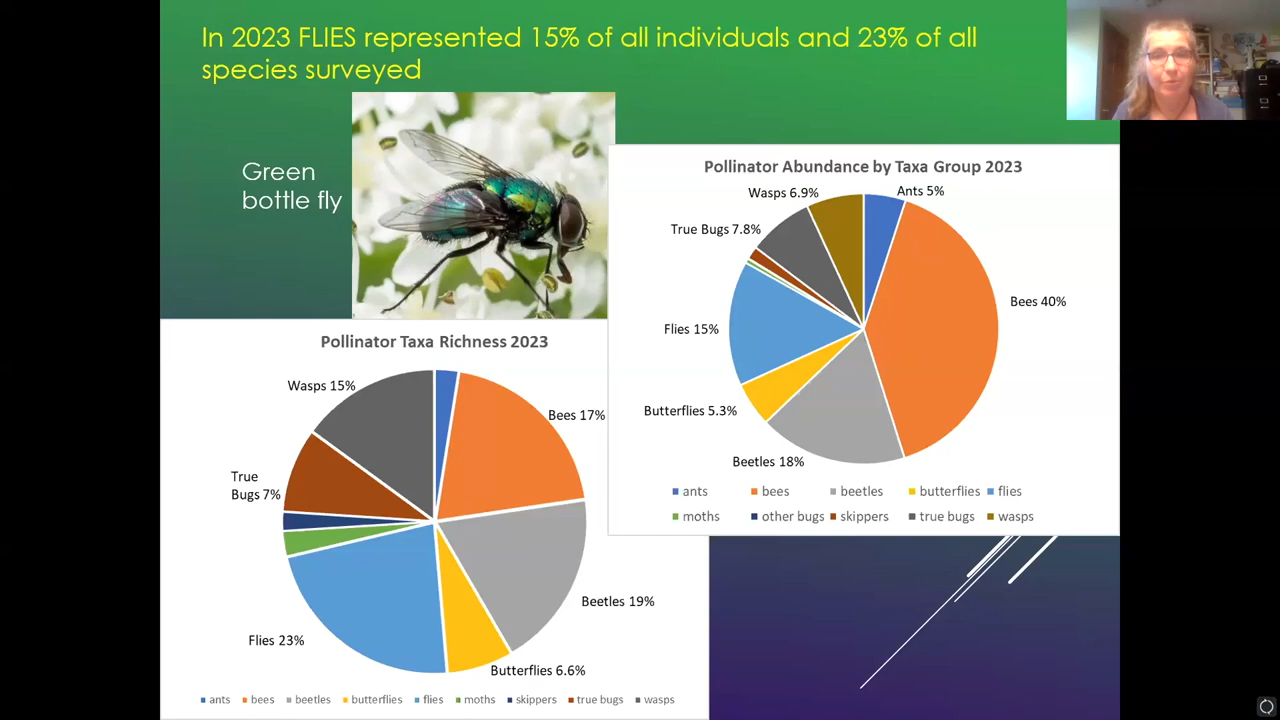 In 2023 FLIES represented 15% of all individuals and 23% of all
species surveyed
Green
bottle fly
Pollinator Abundance by Taxa Group 2023
Wasps 6.9%
Ants 5%
True Bugs 7.8%
Bees 40%
Flies 15%
Butterflies 5.3%
Beetles 18%
ants bees beetles butterflies flies
moths other bugs skippers true bugs wasps
Pollinator Taxa Richness 2023
Wasps 15%
Bees 17%
True
Bugs 7%
Beetles 19%
Flies 23%
Butterflies 6.6%
ants bees beetles butterflies flies moths skippers true bugs wasps